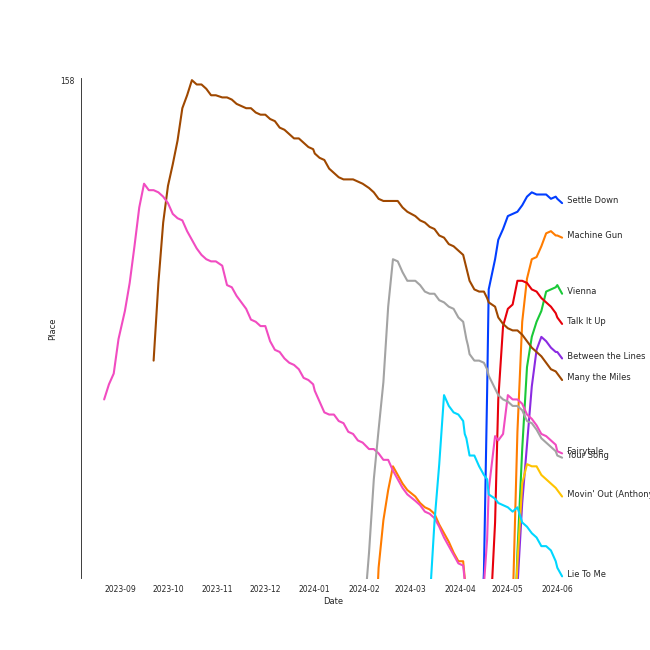 158
Place
Settle Down
Machine Gun
Vienna
Talk It Up
Between the Lines
Many the Miles
Fairytale
Your Song
Movin' Out (Anthony
Lie To Me
2023-09 2023-10 2023-11 2023-12 2024-01 2024-02 2024-03 2024-04 2024-05 2024-06
Date